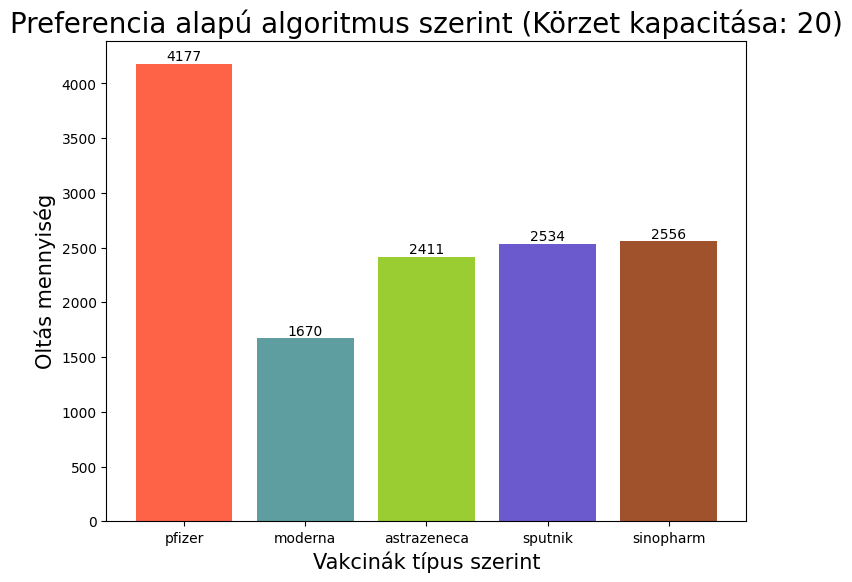 Preferencia alapú algoritmus szerint (Körzet kapacitása: 20)
4177
1670
2411
2534
2556
Oltás mennyiség
4000
3500
3000
2500
2000
1500
1000
500
0
pfizer
moderna
astrazeneca
sputnik
sinopharm
Vakcinák típus szerint